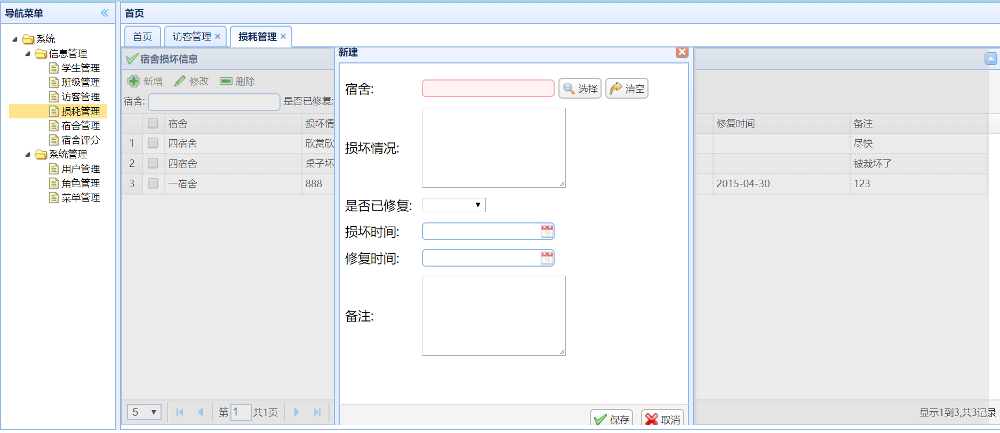 导航菜单
系统
信息管理
学生管理
班级管理
访客管理
损耗管理
宿舍管理
宿舍评分
系统管理
用户管理
角色管理
菜单管理
首页
首页 访客管理 损耗管理
宿舍损坏信息
新增 修改 删除
宿舍: 是否已修复:
宿舍 损坏情 修复时间 备注
1 四宿舍 欣赏欣 尽快
2 四宿舍 桌子坏 被裁坏了
3 一宿舍 888 2015-04-30 123
5 第 1 共1页 显示1到3,共3记录
新建
宿舍: 选择 清空
损坏情况:
是否已修复:
损坏时间:
修复时间:
备注:
保存 取消